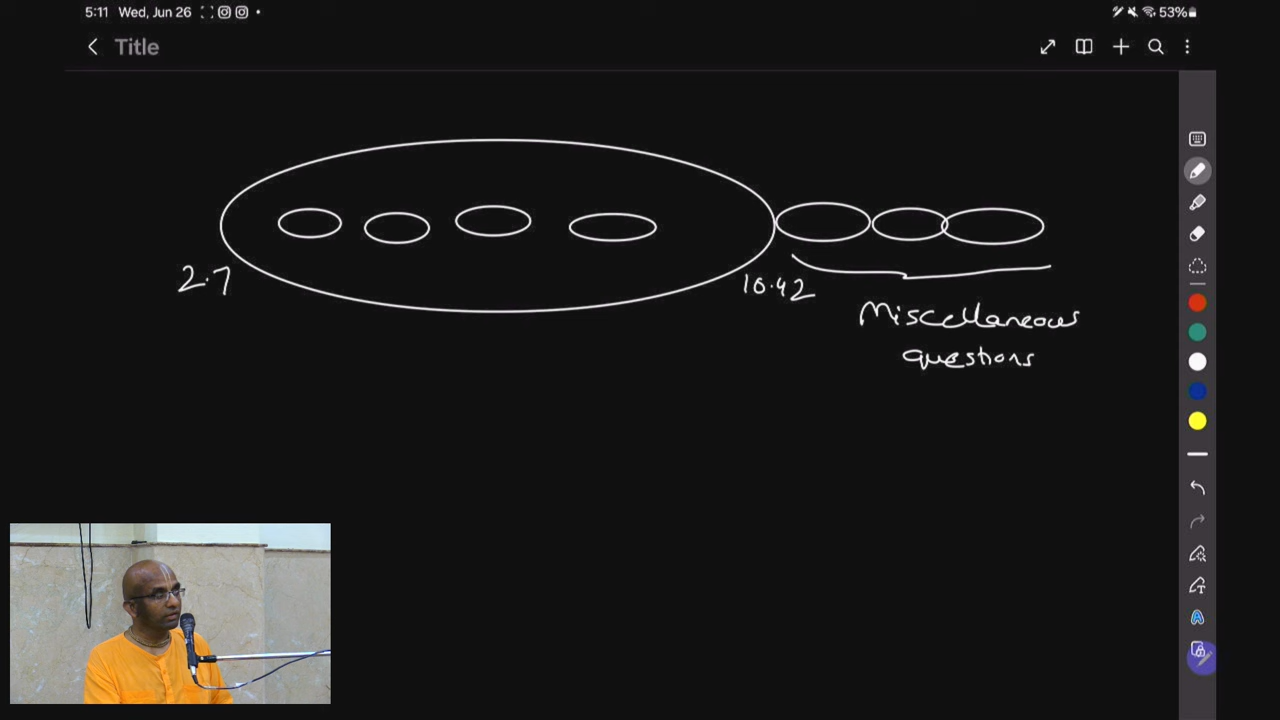 5:11 Wed, Jun 26
53%
Title
2.7
10.42
Miscellaneous
questions